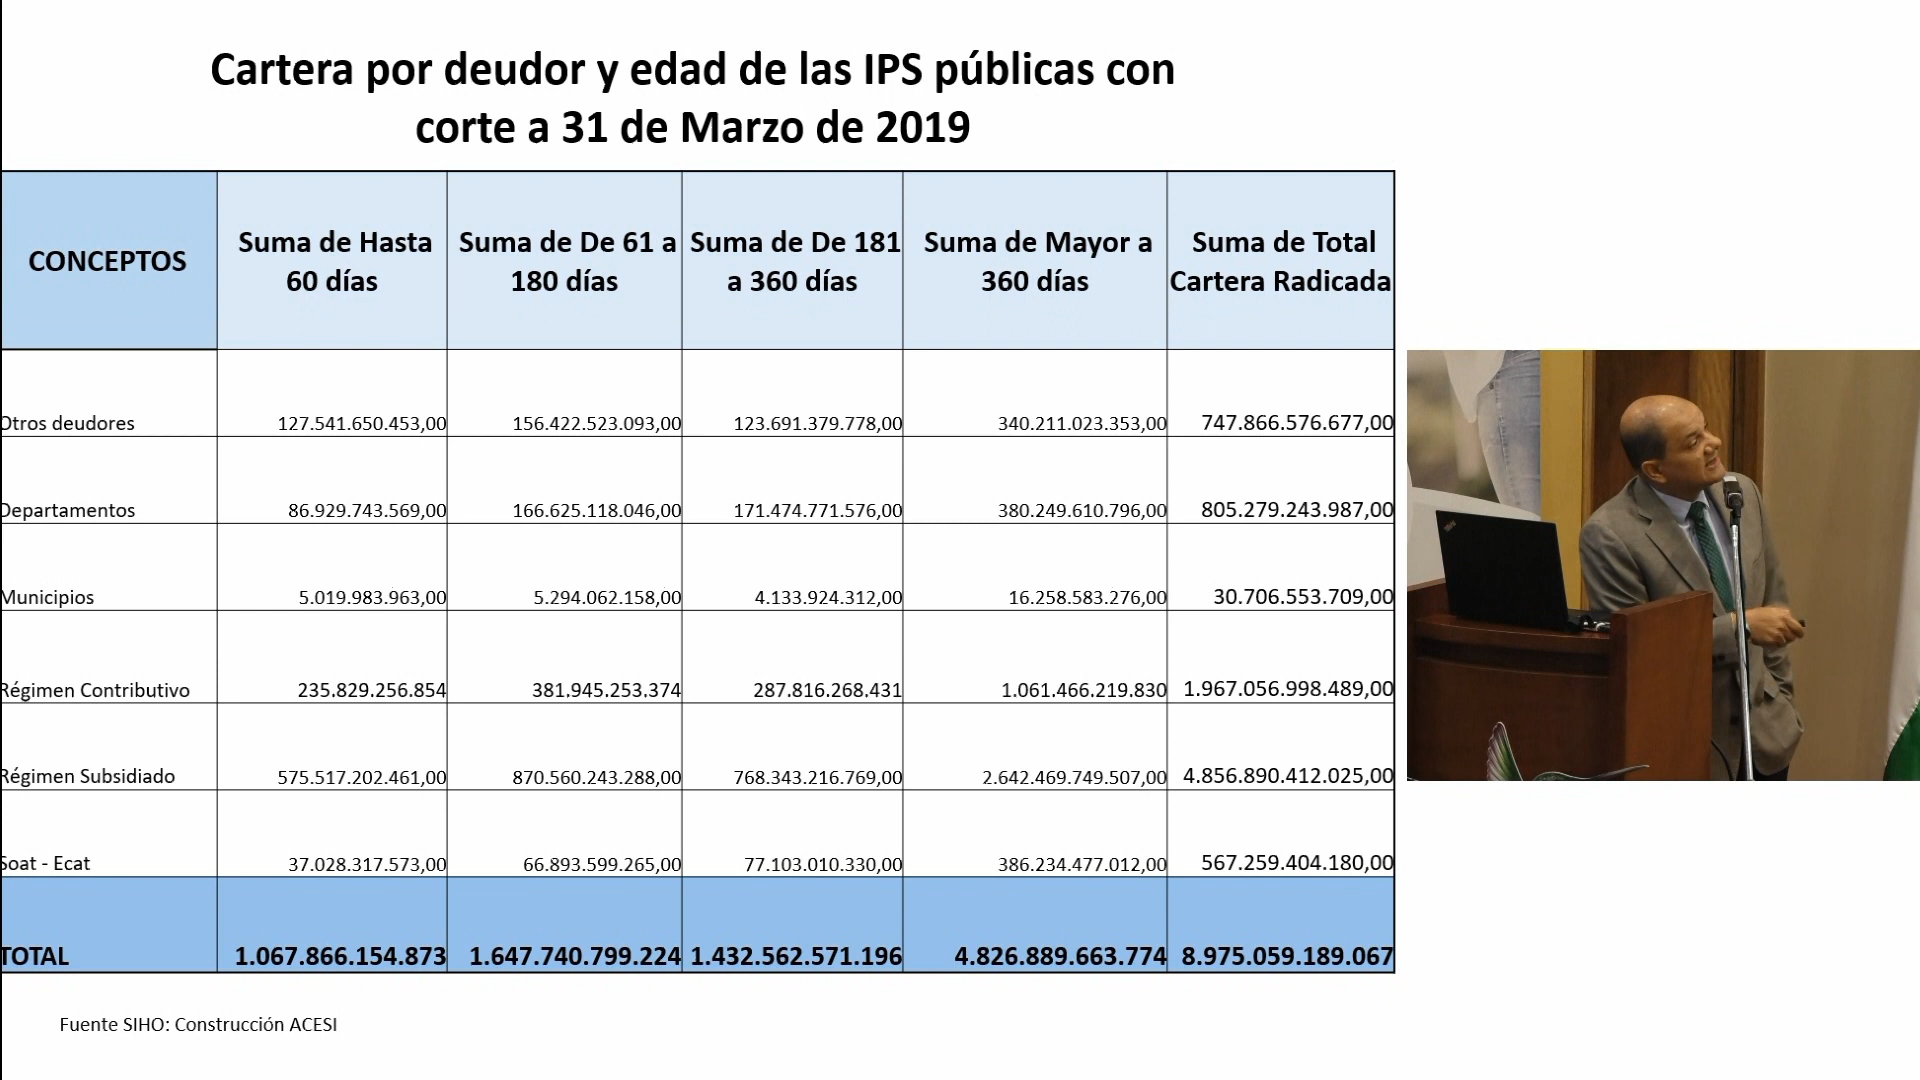 Cartera por deudor y edad de las IPS públicas con
corte a 31 de Marzo de 2019
CONCEPTOS
Suma de Hasta
60 días
Suma de De 61 a
180 días
Suma de De 181
a 360 días
Suma de Mayor a
360 días
Suma de Total
Cartera Radicada
Otros deudores 127.541.650.453,00 156.422.523.093,00 123.691.379.778,00 340.211.023.353,00 747.866.576.677,00
Departamentos 86.929.743.569,00 166.625.118.046,00 171.474.771.576,00 380.249.610.796,00 805.279.243.987,00
Municipios 5.019.983.963,00 5.294.062.158,00 4.133.924.312,00 16.258.583.276,00 30.706.553.709,00
Régimen Contributivo 235.829.256.854 381.945.253.374 287.816.268.431 1.061.466.219.830 1.967.056.998.489,00
Régimen Subsidiado 575.517.202.461,00 870.560.243.288,00 768.343.216.769,00 2.642.469.749.507,00 4.856.890.412.025,00
Soat - Ecat 37.028.317.573,00 66.893.599.265,00 77.103.010.330,00 386.234.477.012,00 567.259.404.180,00
TOTAL 1.067.866.154.873 1.647.740.799.224 1.432.562.571.196 4.826.889.663.774 8.975.059.189.067
Fuente SIHO: Construcción ACESI